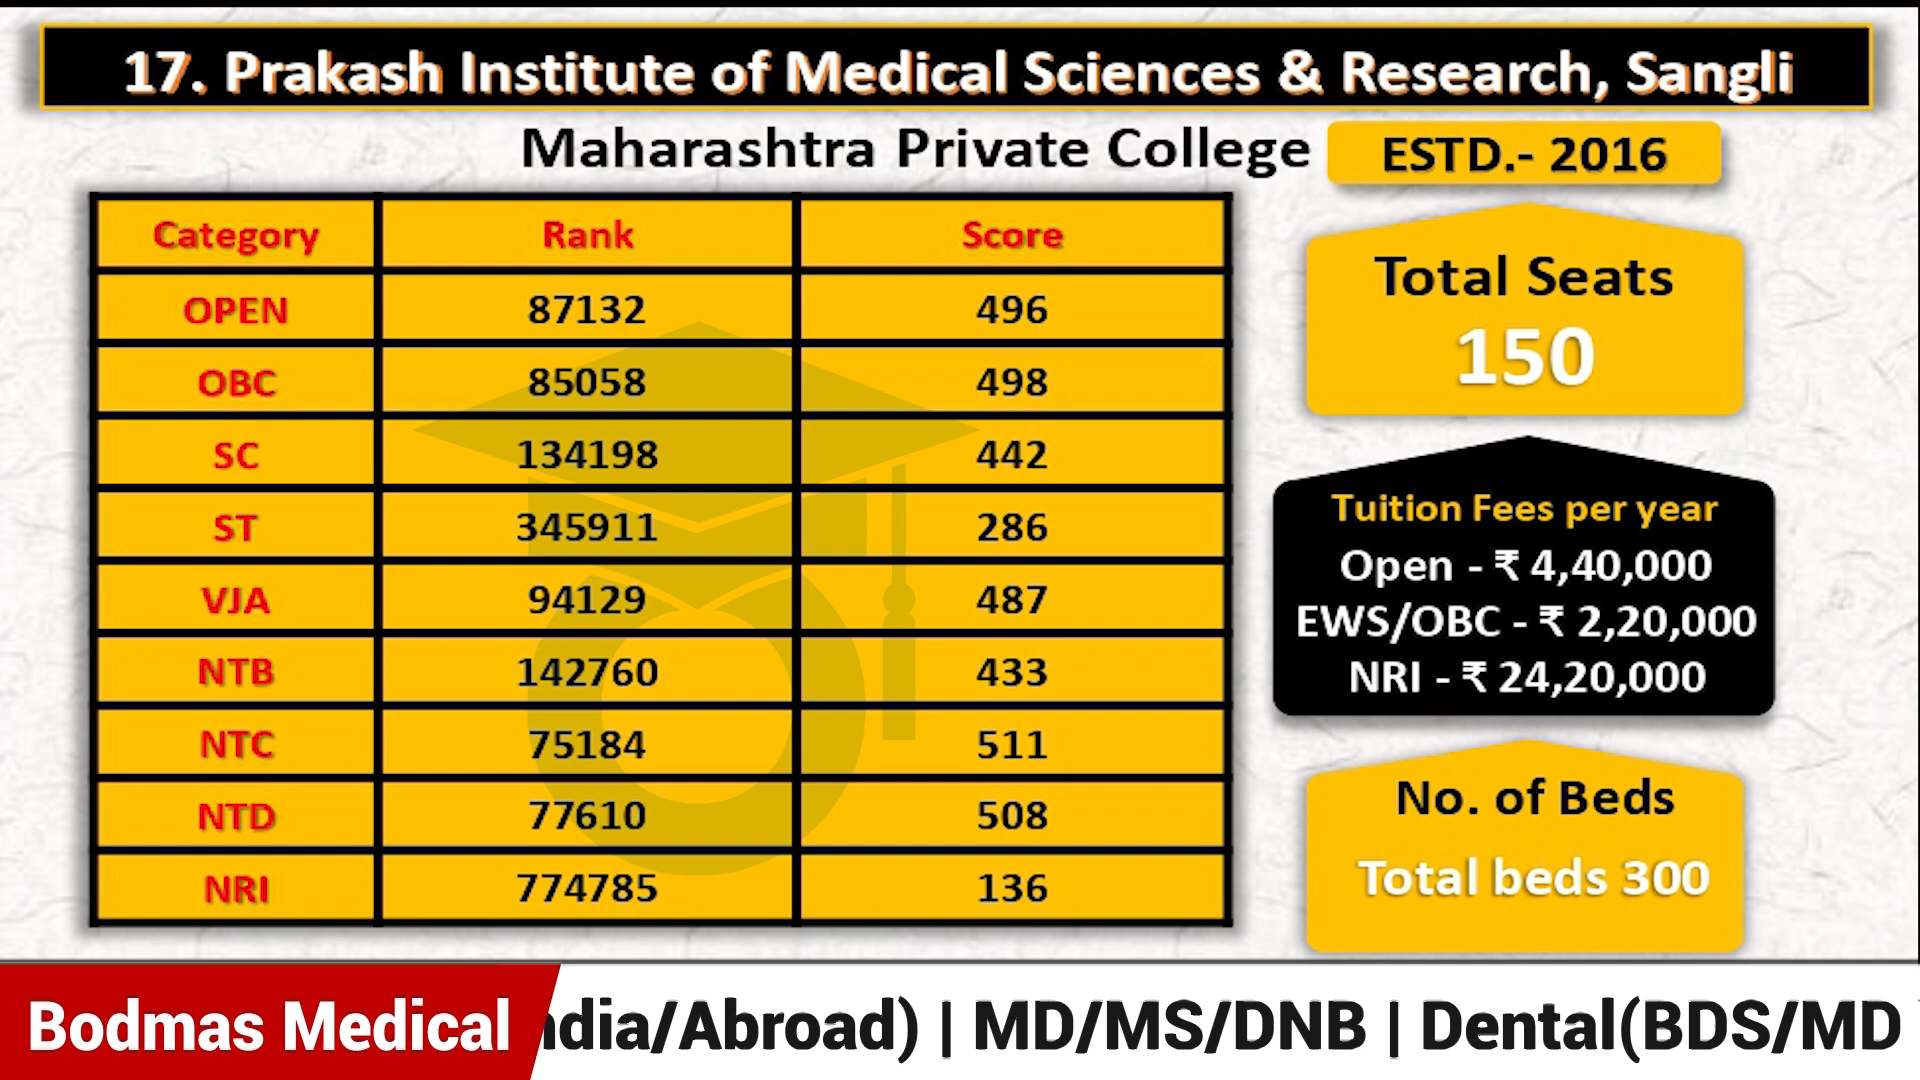 17. Prakash Institute of Medical Sciences & Research, Sangli
Maharashtra Private College
ESTD.- 2016
Category Rank Score
OPEN 87132 496
OBC 85058 498
SC 134198 442
ST 345911 286
VJA 94129 487
NTB 142760 433
NTC 75184 511
NTD 77610 508
NRI 774785 136
Total Seats
150
Tuition Fees per year
Open - ₹ 4,40,000
EWS/OBC - ₹ 2,20,000
NRI - ₹ 24,20,000
No. of Beds
Total beds 300
Bodmas Medical
ndia/Abroad) | MD/MS/DNB | Dental(BDS/MD